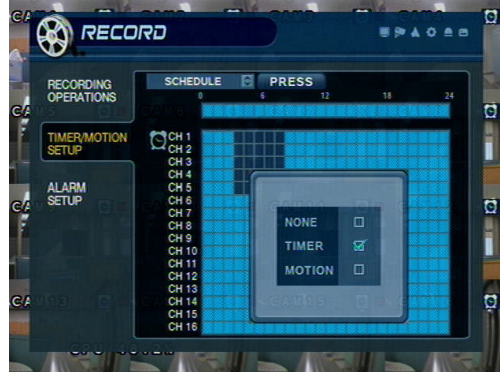 RECORD
RECORDING OPERATIONS
TIMER/MOTION SETUP
ALARM SETUP
SCHEDULE
PRESS
0 6 12 18 24
CH 1
CH 2
CH 3
CH 4
CH 5
CH 6
CH 7
CH 8
CH 9
CH 10
CH 11
CH 12
CH 13
CH 14
CH 15
CH 16
NONE
TIMER
MOTION